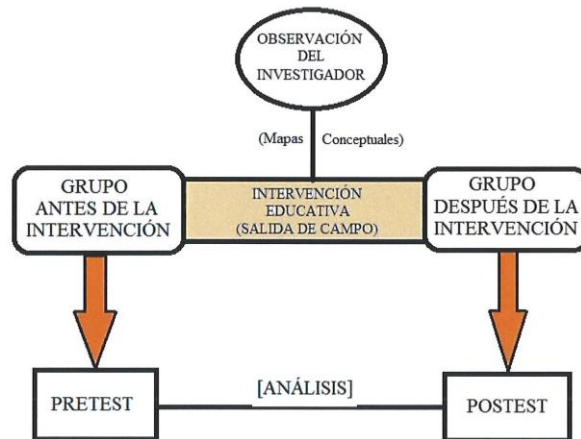 OBSERVACIÓN
DEL
INVESTIGADOR
(Mapas Conceptuales)
GRUPO
ANTES DE LA
INTERVENCIÓN
INTERVENCIÓN
EDUCATIVA
(SALIDA DE CAMPO)
GRUPO
DESPUÉS DE LA
INTERVENCIÓN
PRETEST
[ANÁLISIS]
POSTEST